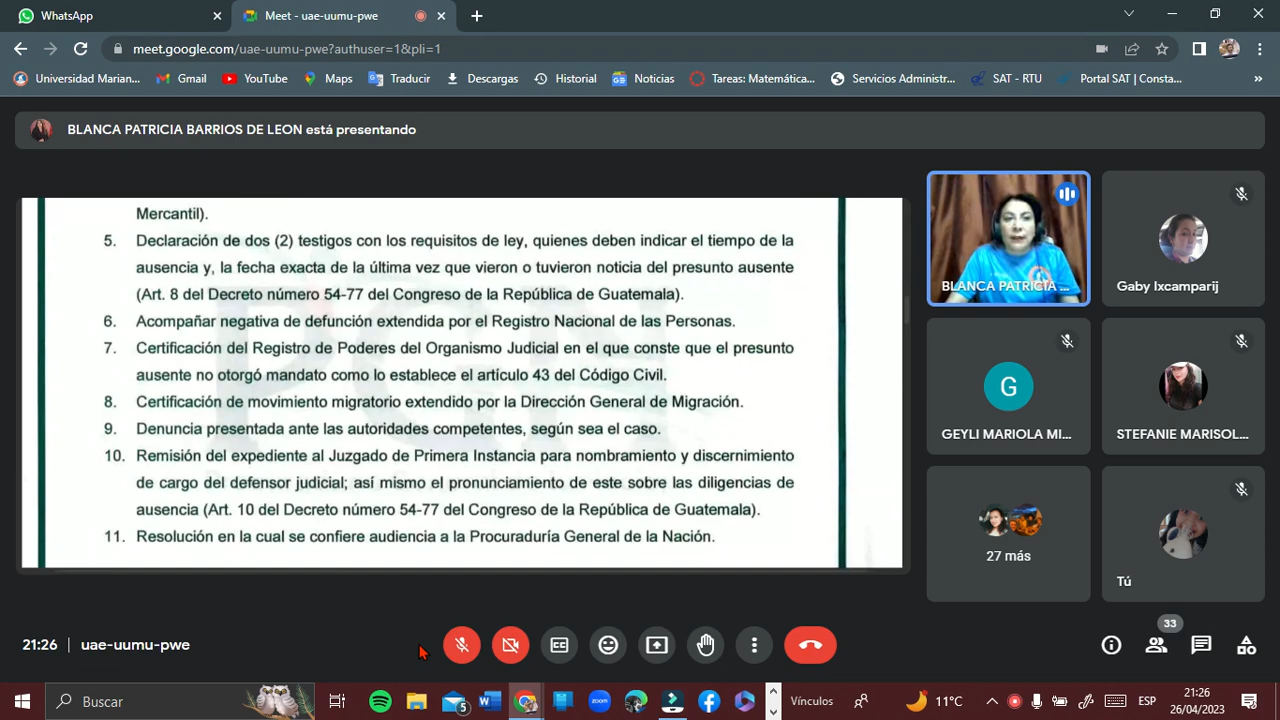 WhatsApp
Meet - uae-uumu-pwe
meet.google.com/uae-uumu-pwe?authuser=1&pli=1
Universidad Marian...
Gmail
YouTube
Maps
Traducir
Descargas
Historial
Noticias
Tareas: Matemátic...
Servicios Administr...
SAT - RTU
Portal SAT (Consta...
BLANCA PATRICIA BARRIOS DE LEON está presentando
Mercantil).
5. Declaración de dos (2) testigos con los requisitos de ley, quienes deben indicar el tiempo de la
ausencia y, la fecha exacta de la última vez que vieron o tuvieron noticia del presunto ausente
(Art. 8 del Decreto número 54-77 del Congreso de la República de Guatemala).
6. Acompañar negativa de defunción extendida por el Registro Nacional de las Personas.
7. Certificación del Registro de Poderes del Organismo Judicial en el que conste que el presunto
ausente no otorgó mandato como lo establece el artículo 43 del Código Civil.
8. Certificación de movimiento migratorio extendido por la Dirección General de Migración.
9. Denuncia presentada ante las autoridades competentes, según sea el caso.
10. Remisión del expediente al Juzgado de Primera Instancia para nombramiento y discernimiento
de cargo del defensor judicial; así mismo el pronunciamiento de este sobre las diligencias de
ausencia (Art. 10 del Decreto número 54-77 del Congreso de la República de Guatemala).
11. Resolución en la cual se confiere audiencia a la Procuraduría General de la Nación.
PGN
BLANCA PATRICIA ...
Gaby Ixcamparij
G
GEYLI MARIOLA MI...
STEFANIE MARISOL...
27 más
Tú
21:26 | uae-uumu-pwe
33
Buscar
5
Vínculos
11°C
ESP
21:26
26/04/2023